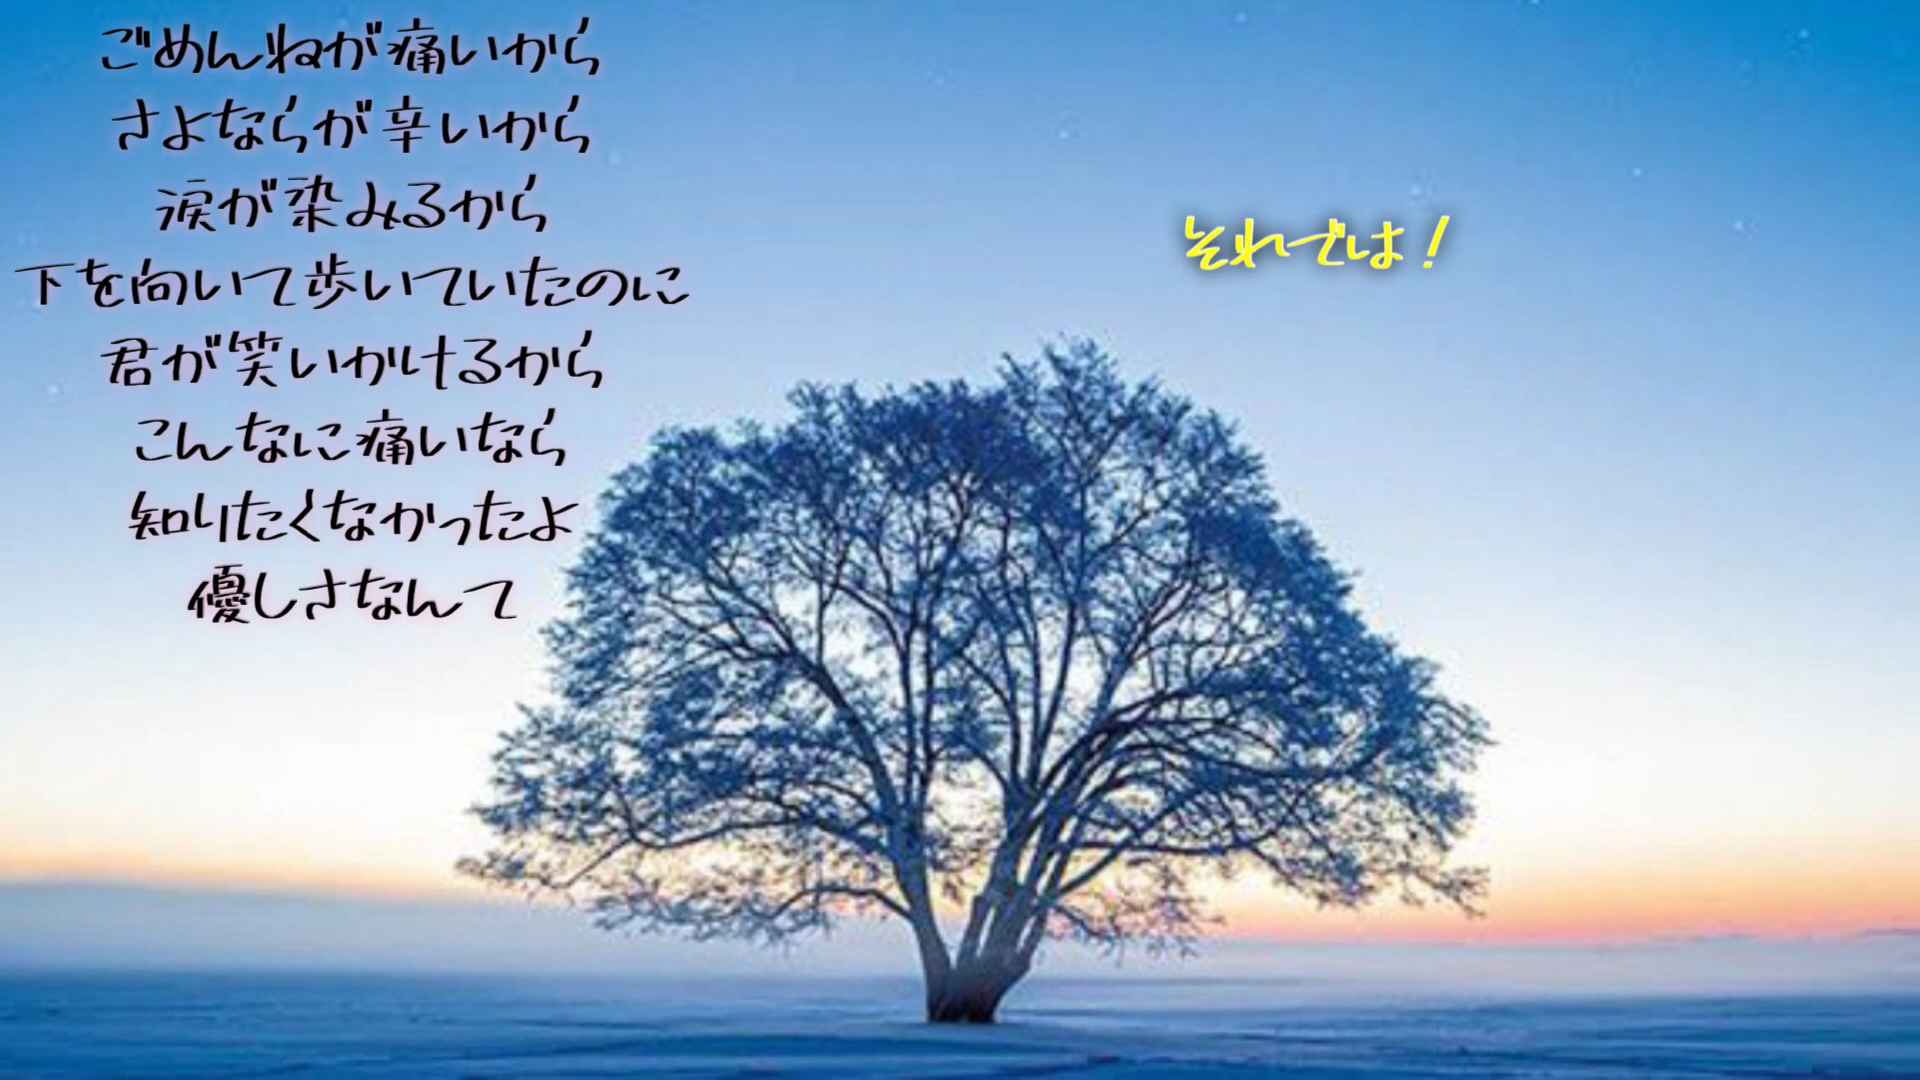 ごめんねが痛いから
さよならが辛いから
涙が染みるから
下を向いて歩いていたのに
君が笑いかけるから
こんなに痛いなら
知りたくなかったよ
優しさなんて
それでは！